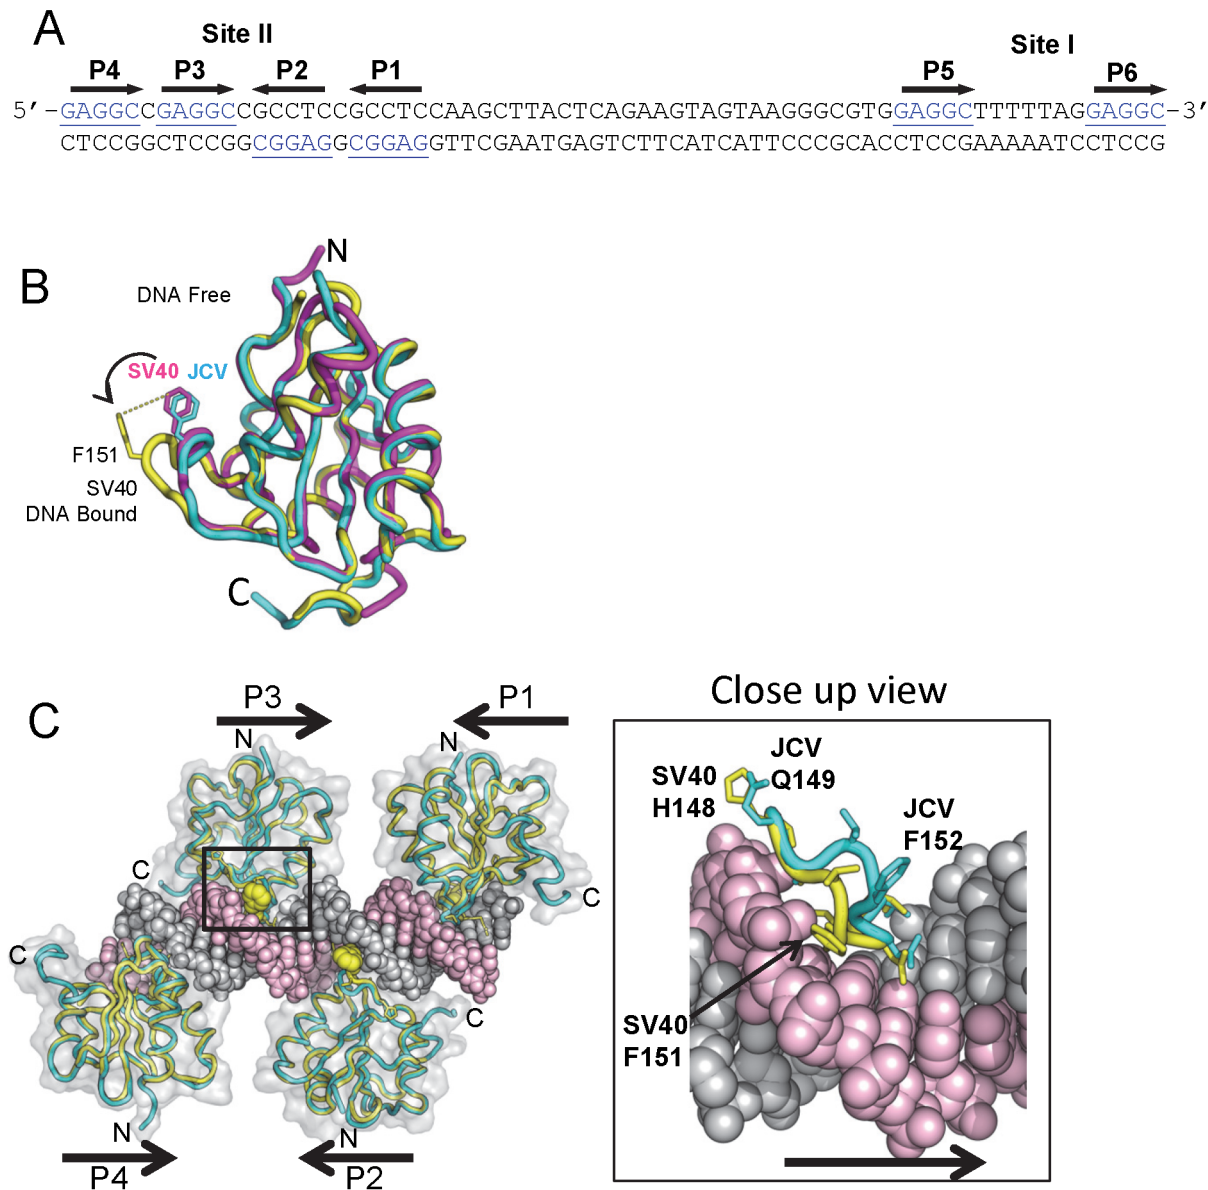 A
Site II
Site I
P4 P3 P2 P1 P5 P6
5′–GAGGCCGAGGCCGCCTCCGCCTCCAAGCTTACTCAGAAGTAGTAAGGGCGTGGAGGCTTTTTAGGAGGC–3′
CTCCGGCTCCGGCGGAGGCGGAGGTTCGAATGAGTCTTCATCATTCCCGCACCTCCGAAAAATCCTCCG
B
N
DNA Free
SV40 JCV
F151
SV40
DNA Bound
C
C
P3
P1
N
N
C
C
C
C
N
N
P4
P2
Close up view
SV40
H148
JCV
Q149
JCV
F152
SV40
F151